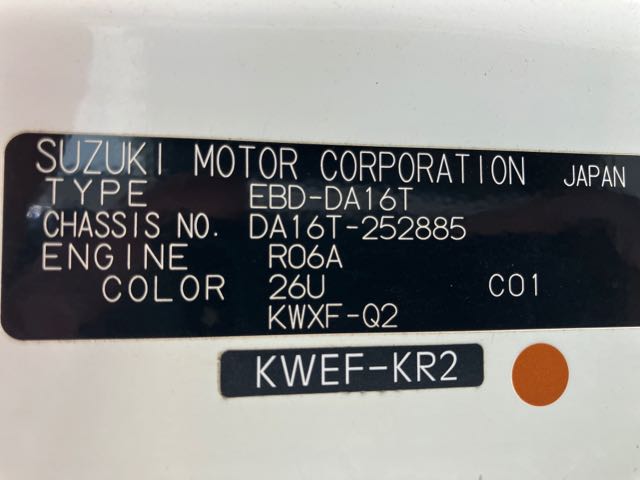 SUZUKI MOTOR CORPORATION JAPAN
TYPE EBD-DA16T
CHASSIS NO. DA16T-252885
ENGINE R06A
COLOR 26U C01
KWXF-Q2
KWEF-KR2